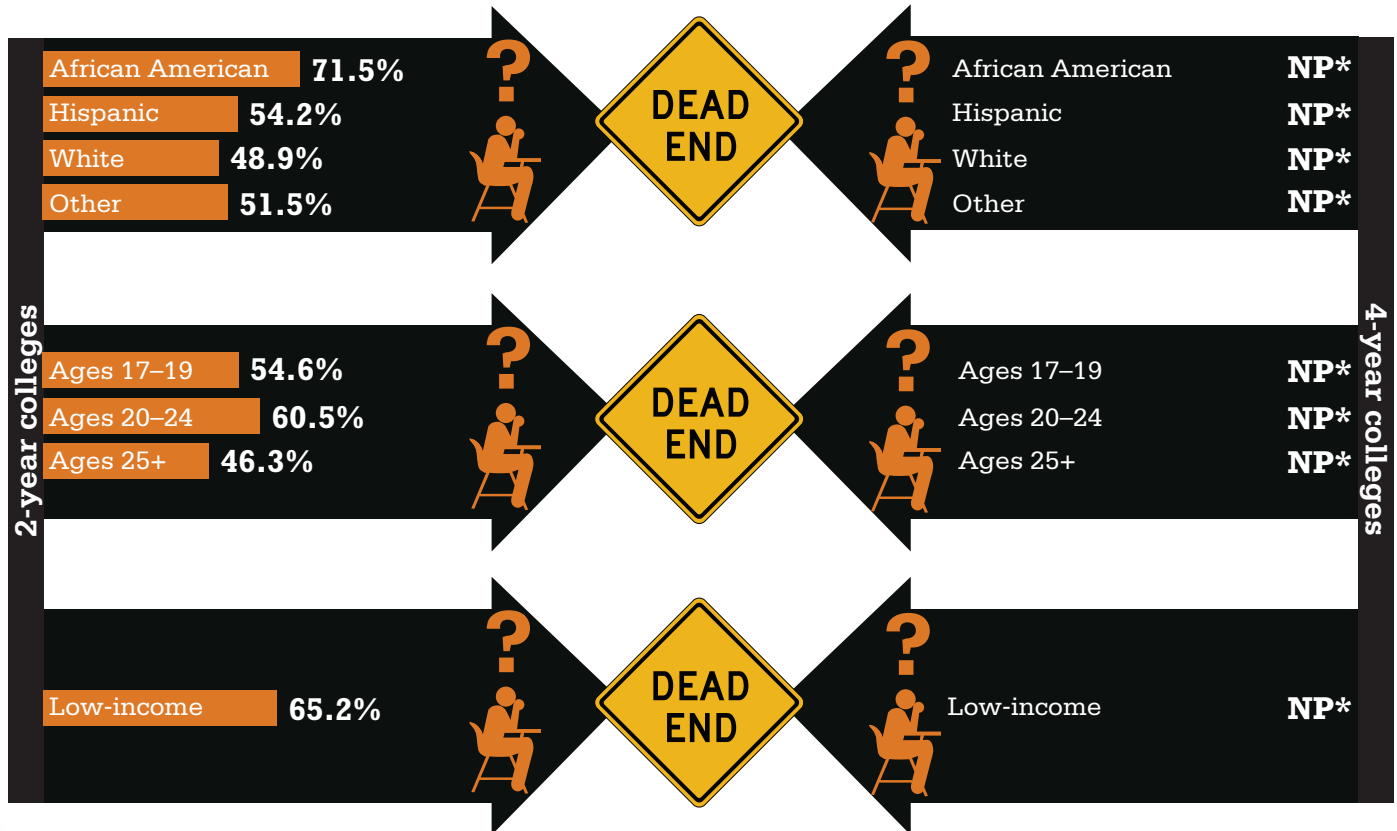 2-year colleges
African American 71.5%
Hispanic 54.2%
White 48.9%
Other 51.5%
DEAD
END
African American NP*
Hispanic NP*
White NP*
Other NP*
Ages 17–19 54.6%
Ages 20–24 60.5%
Ages 25+ 46.3%
DEAD
END
Ages 17–19 NP*
Ages 20–24 NP*
Ages 25+ NP*
Low-income 65.2%
DEAD
END
Low-income NP*
4-year colleges
? 
? 
? 
? 
? 
?